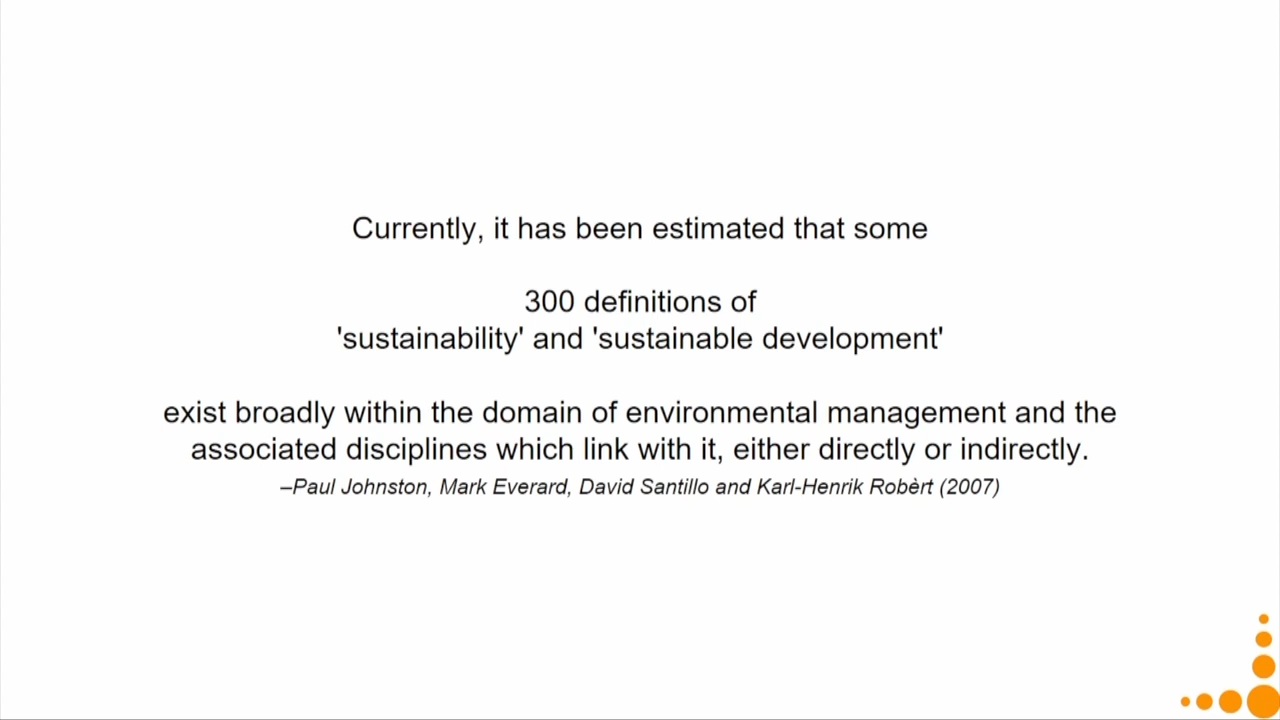 Currently, it has been estimated that some
300 definitions of
'sustainability' and 'sustainable development'
exist broadly within the domain of environmental management and the
associated disciplines which link with it, either directly or indirectly.
–Paul Johnston, Mark Everard, David Santillo and Karl-Henrik Robèrt (2007)